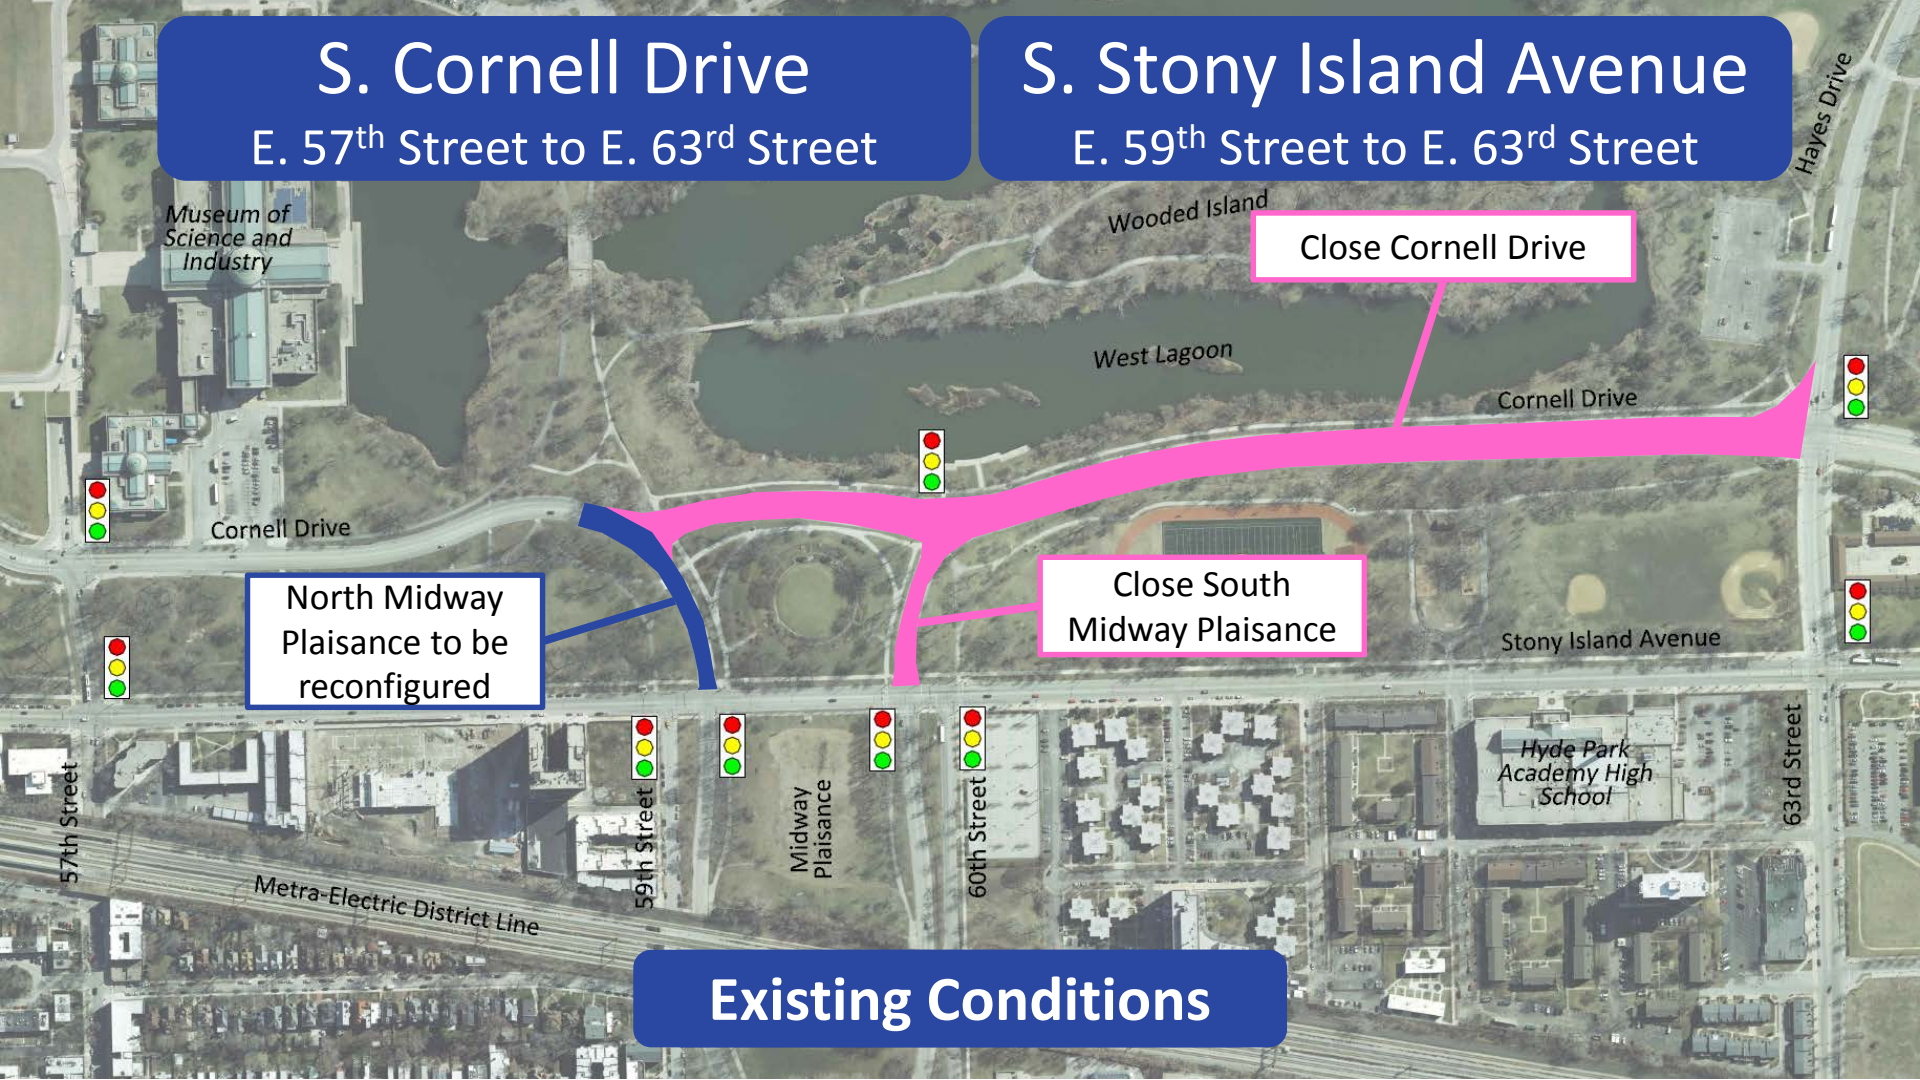 S. Cornell Drive
E. 57th Street to E. 63rd Street
S. Stony Island Avenue
E. 59th Street to E. 63rd Street
Hayes Drive
Museum of
Science and
Industry
Wooded Island
Close Cornell Drive
West Lagoon
Cornell Drive
Cornell Drive
North Midway
Plaisance to be
reconfigured
Close South
Midway Plaisance
Stony Island Avenue
57th Street
59th Street
Midway
Plaisance
60th Street
Hyde Park
Academy High
School
63rd Street
Metra-Electric District Line
Existing Conditions